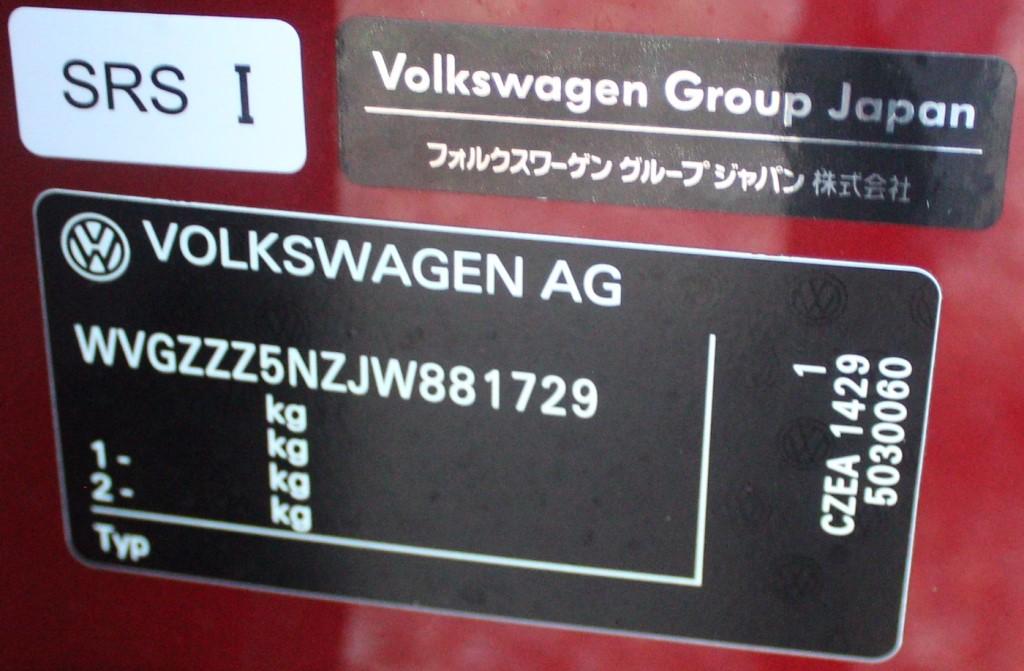 SRS I
Volkswagen Group Japan
フォルクスワーゲン グループ ジャパン 株式会社
VOLKSWAGEN AG
WVGZZZ5NZJW881729
kg
kg
1 - kg
2 - kg
Typ
1
CZEA 1429
5030060